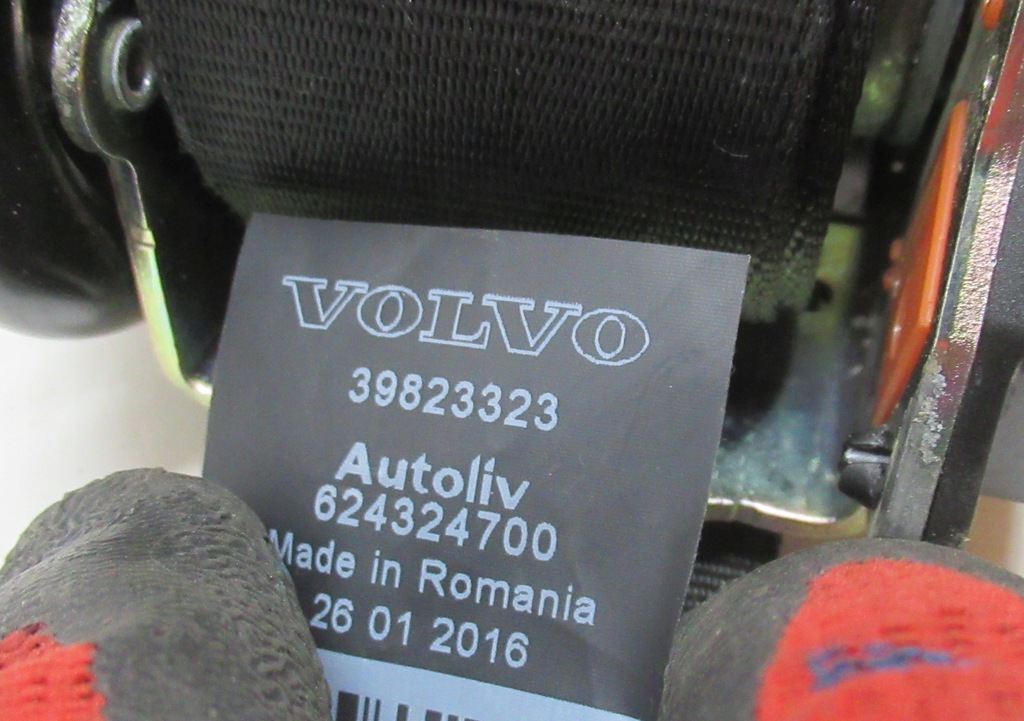 VOLVO
39823323
Autoliv
624324700
Made in Romania
26 01 2016